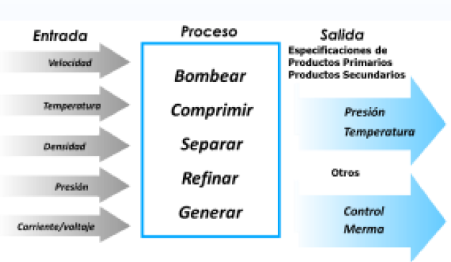 Entrada
Velocidad
Temperatura
Densidad
Presión
Corriente/voltaje
Proceso
Bombear
Comprimir
Separar
Refinar
Generar
Salida
Especificaciones de
Productos Primarios
Productos Secundarios
Presión
Temperatura
Otros
Control
Merma